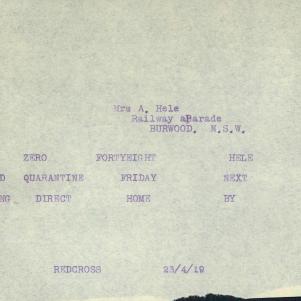 Mrs A. Hele
Railway aParade
BURWOOD. N.S.W.
ZERO FORTYEIGHT HELE
D QUARANTINE FRIDAY NEXT
NG DIRECT HOME BY
REDCROSS 23/4/19